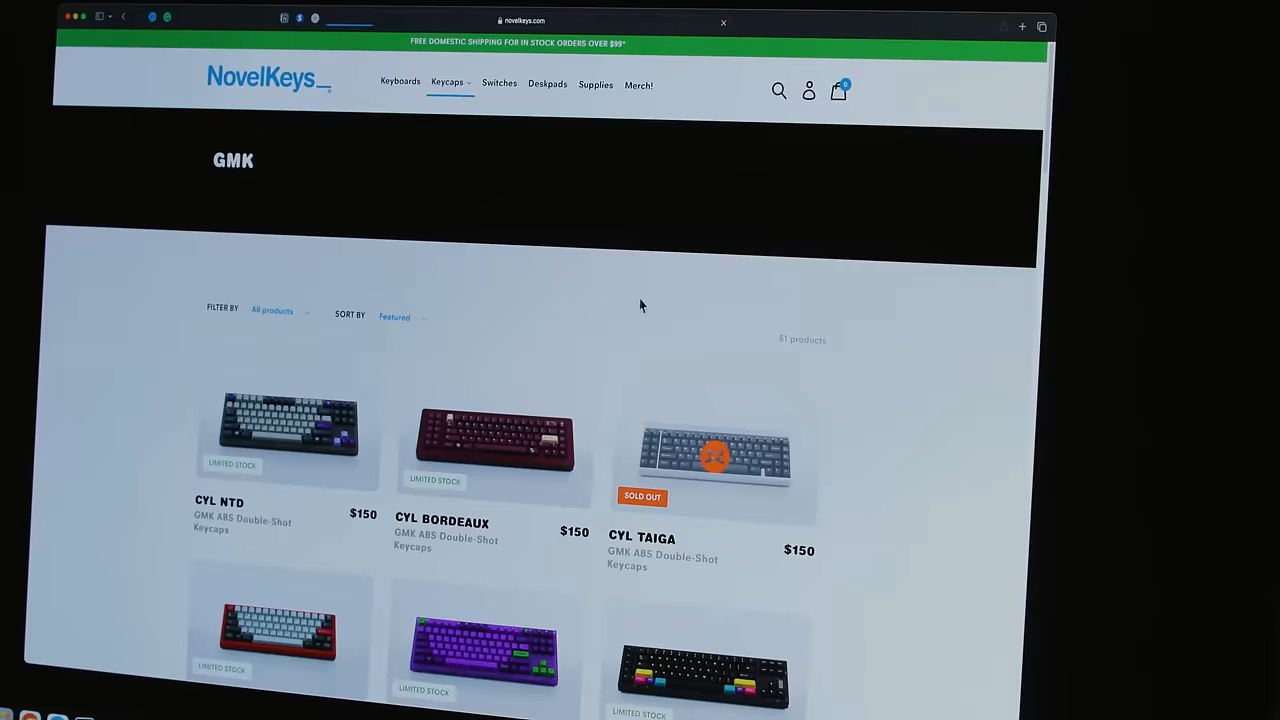 novelkeys.com
FREE DOMESTIC SHIPPING FOR IN STOCK ORDERS OVER $99*
NovelKeys_
Keyboards Keycaps Switches Deskpads Supplies Merch!
0
GMK
FILTER BY All products SORT BY Featured
81 products
LIMITED STOCK
LIMITED STOCK
SOLD OUT
CYL NTD $150
GMK ABS Double-Shot
Keycaps
CYL BORDEAUX $150
GMK ABS Double-Shot
Keycaps
CYL TAIGA $150
GMK ABS Double-Shot
Keycaps
LIMITED STOCK
LIMITED STOCK
LIMITED STOCK